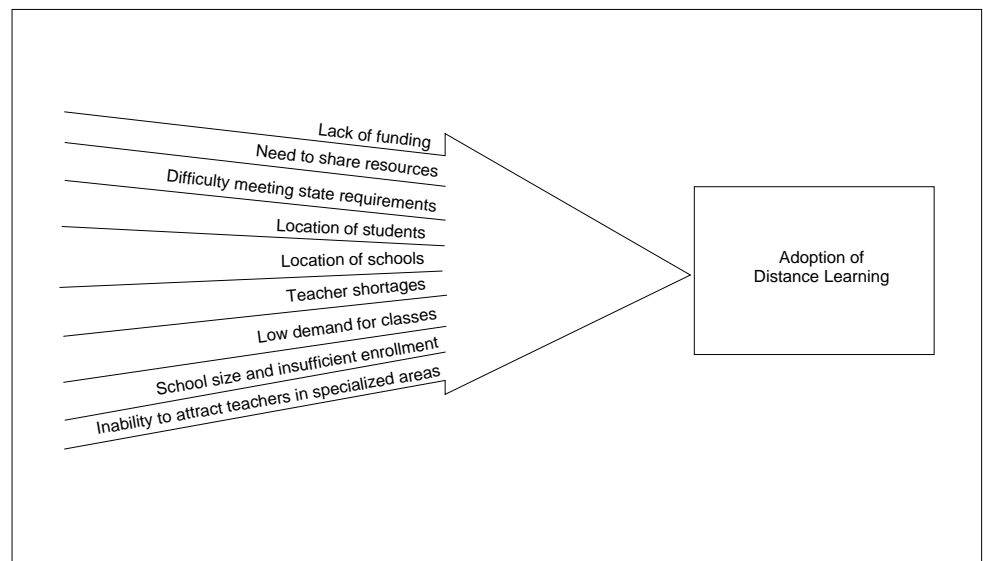 Lack of funding
Need to share resources
Difficulty meeting state requirements
Location of students
Location of schools
Teacher shortages
Low demand for classes
School size and insufficient enrollment
Inability to attract teachers in specialized areas
Adoption of
Distance Learning